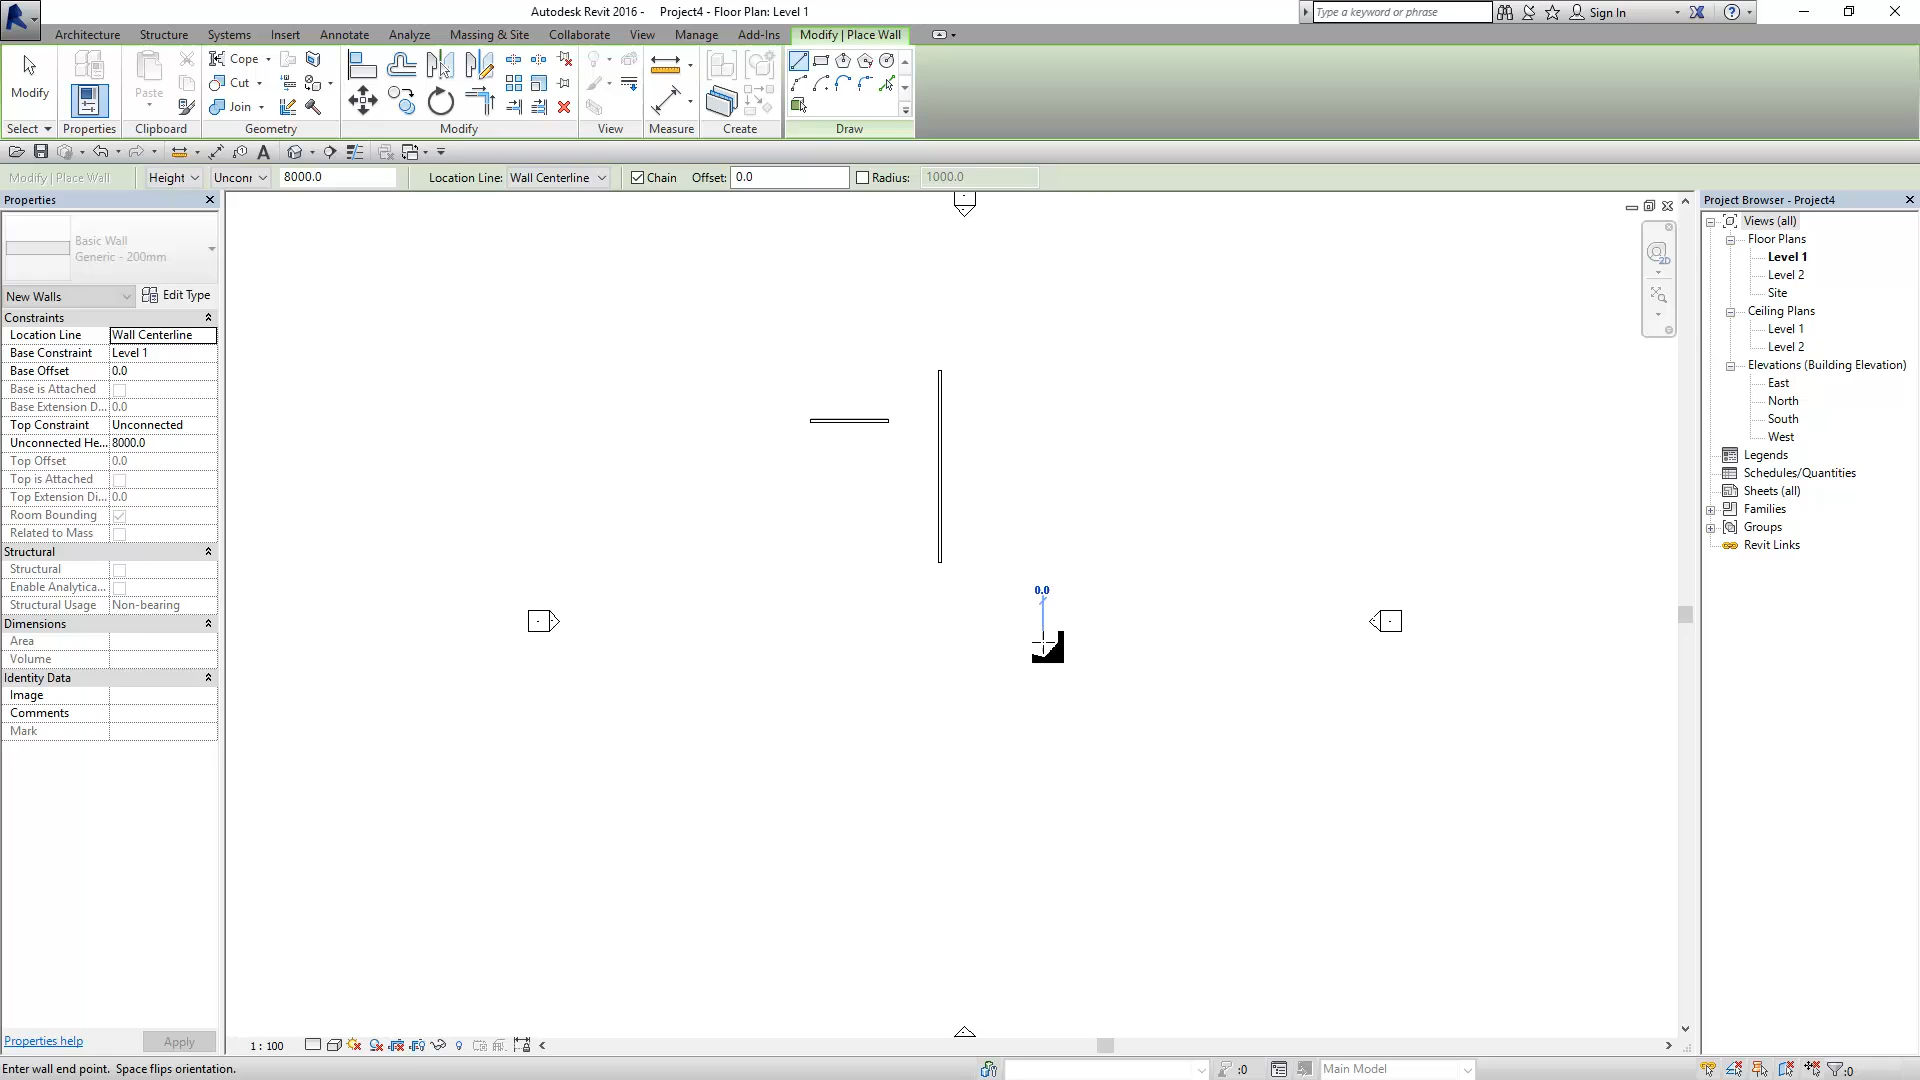 Autodesk Revit 2016 - Project4 - Floor Plan: Level 1
Type a keyword or phrase
Sign In
Architecture Structure Systems Insert Annotate Analyze Massing & Site Collaborate View Manage Add-Ins Modify | Place Wall
Modify
Paste
Cope
Cut
Join
Select Properties Clipboard Geometry Modify View Measure Create Draw
Modify | Place Wall Height Unconr 8000.0 Location Line: Wall Centerline Chain Offset: 0.0 Radius: 1000.0
Properties
Basic Wall
Generic - 200mm
New Walls Edit Type
Constraints
Location Line Wall Centerline
Base Constraint Level 1
Base Offset 0.0
Base is Attached
Base Extension D... 0.0
Top Constraint Unconnected
Unconnected He... 8000.0
Top Offset 0.0
Top is Attached
Top Extension Di... 0.0
Room Bounding
Related to Mass
Structural
Structural
Enable Analytica...
Structural Usage Non-bearing
Dimensions
Area
Volume
Identity Data
Image
Comments
Mark
Properties help Apply
2D
0.0
1 : 100
Project Browser - Project4
Views (all)
Floor Plans
Level 1
Level 2
Site
Ceiling Plans
Level 1
Level 2
Elevations (Building Elevation)
East
North
South
West
Legends
Schedules/Quantities
Sheets (all)
Families
Groups
Revit Links
Enter wall end point. Space flips orientation.
:0
Main Model
:0